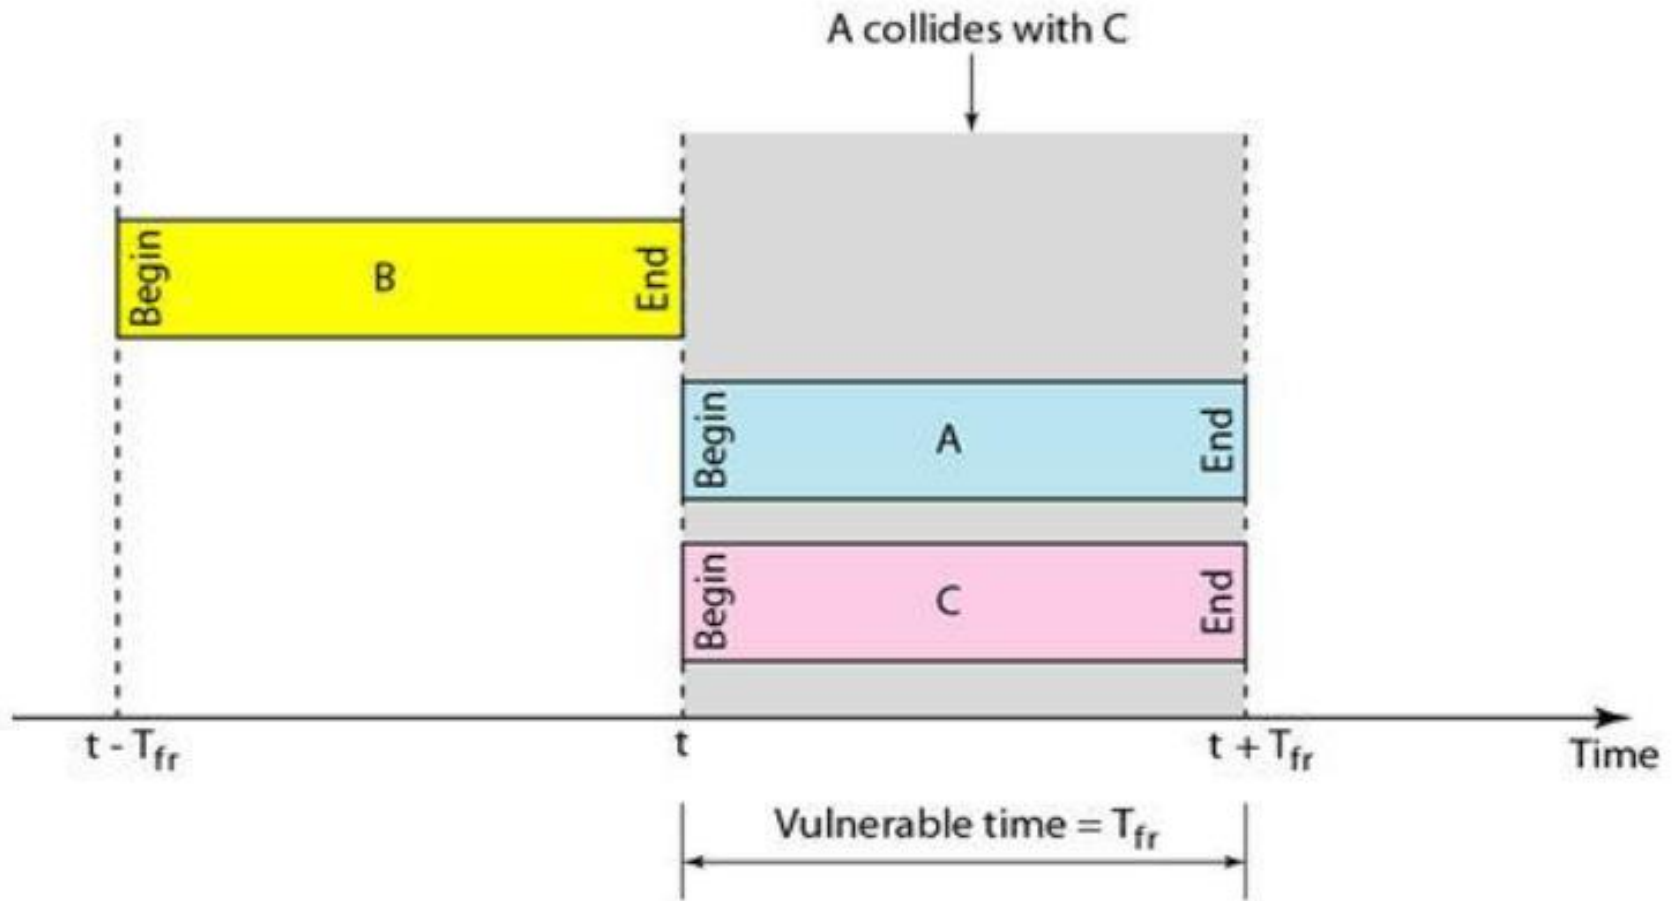 A collides with C
Begin B End
Begin A End
Begin C End
t - Tfr t t + Tfr Time
Vulnerable time = Tfr